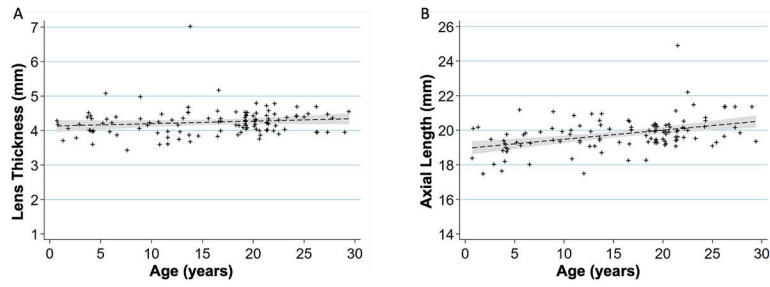 A
7
6
5
4
3
2
1
Lens Thickness (mm)
0 5 10 15 20 25 30
Age (years)
B
26
24
22
20
18
16
14
Axial Length (mm)
0 5 10 15 20 25 30
Age (years)